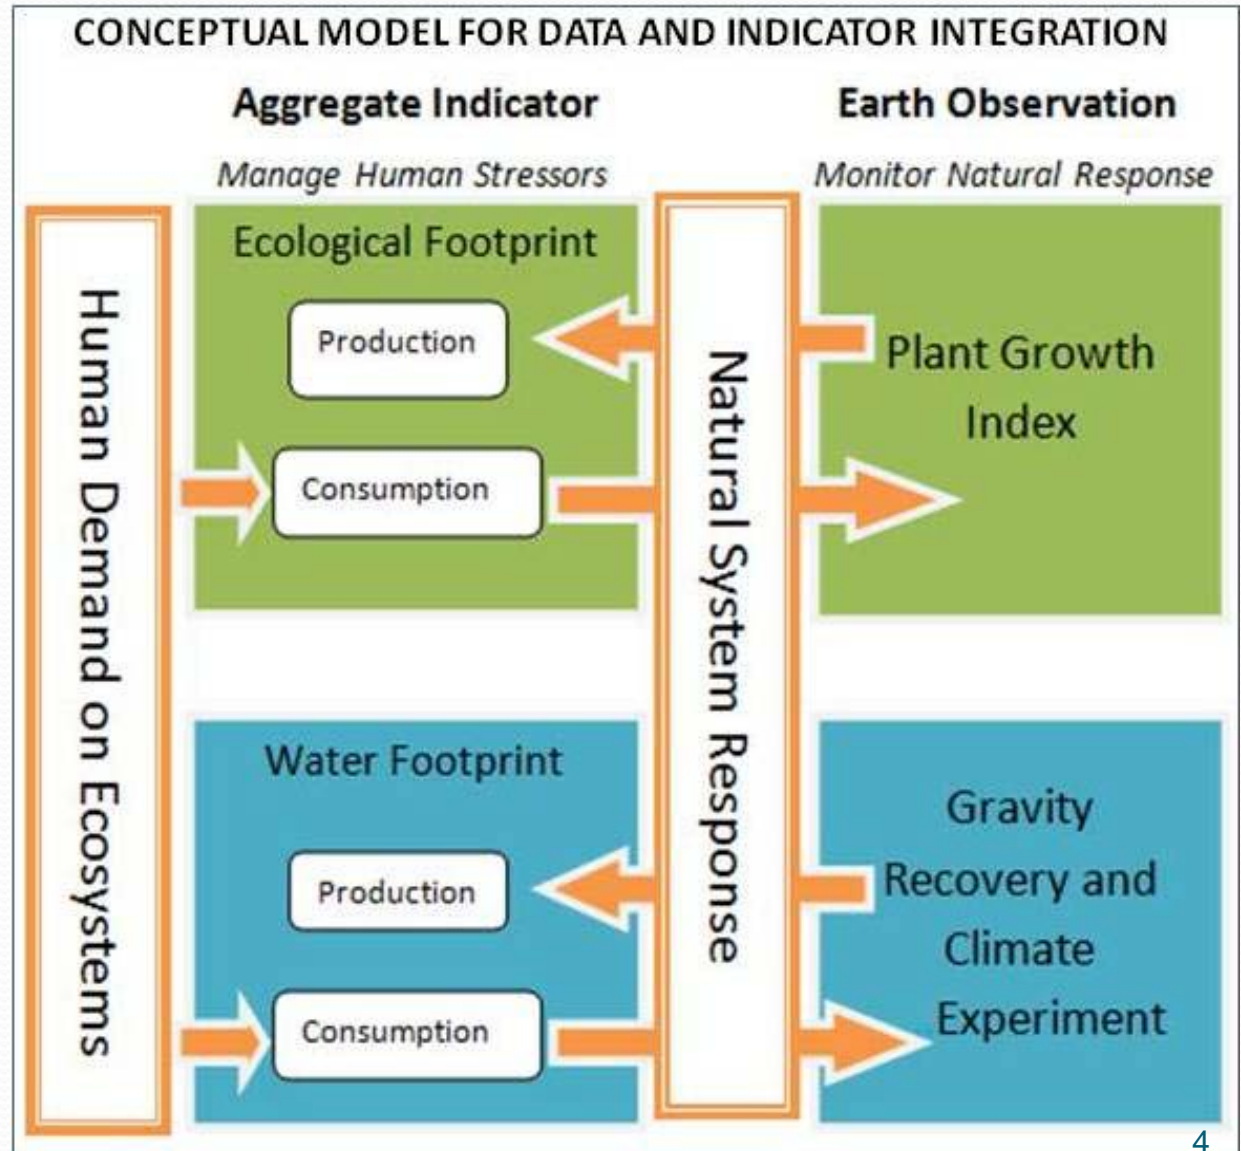 CONCEPTUAL MODEL FOR DATA AND INDICATOR INTEGRATION
Aggregate Indicator
Earth Observation
Manage Human Stressors
Monitor Natural Response
Human Demand on Ecosystems
Ecological Footprint
Production
Consumption
Natural System Response
Plant Growth
Index
Water Footprint
Production
Consumption
Gravity
Recovery and
Climate
Experiment
4